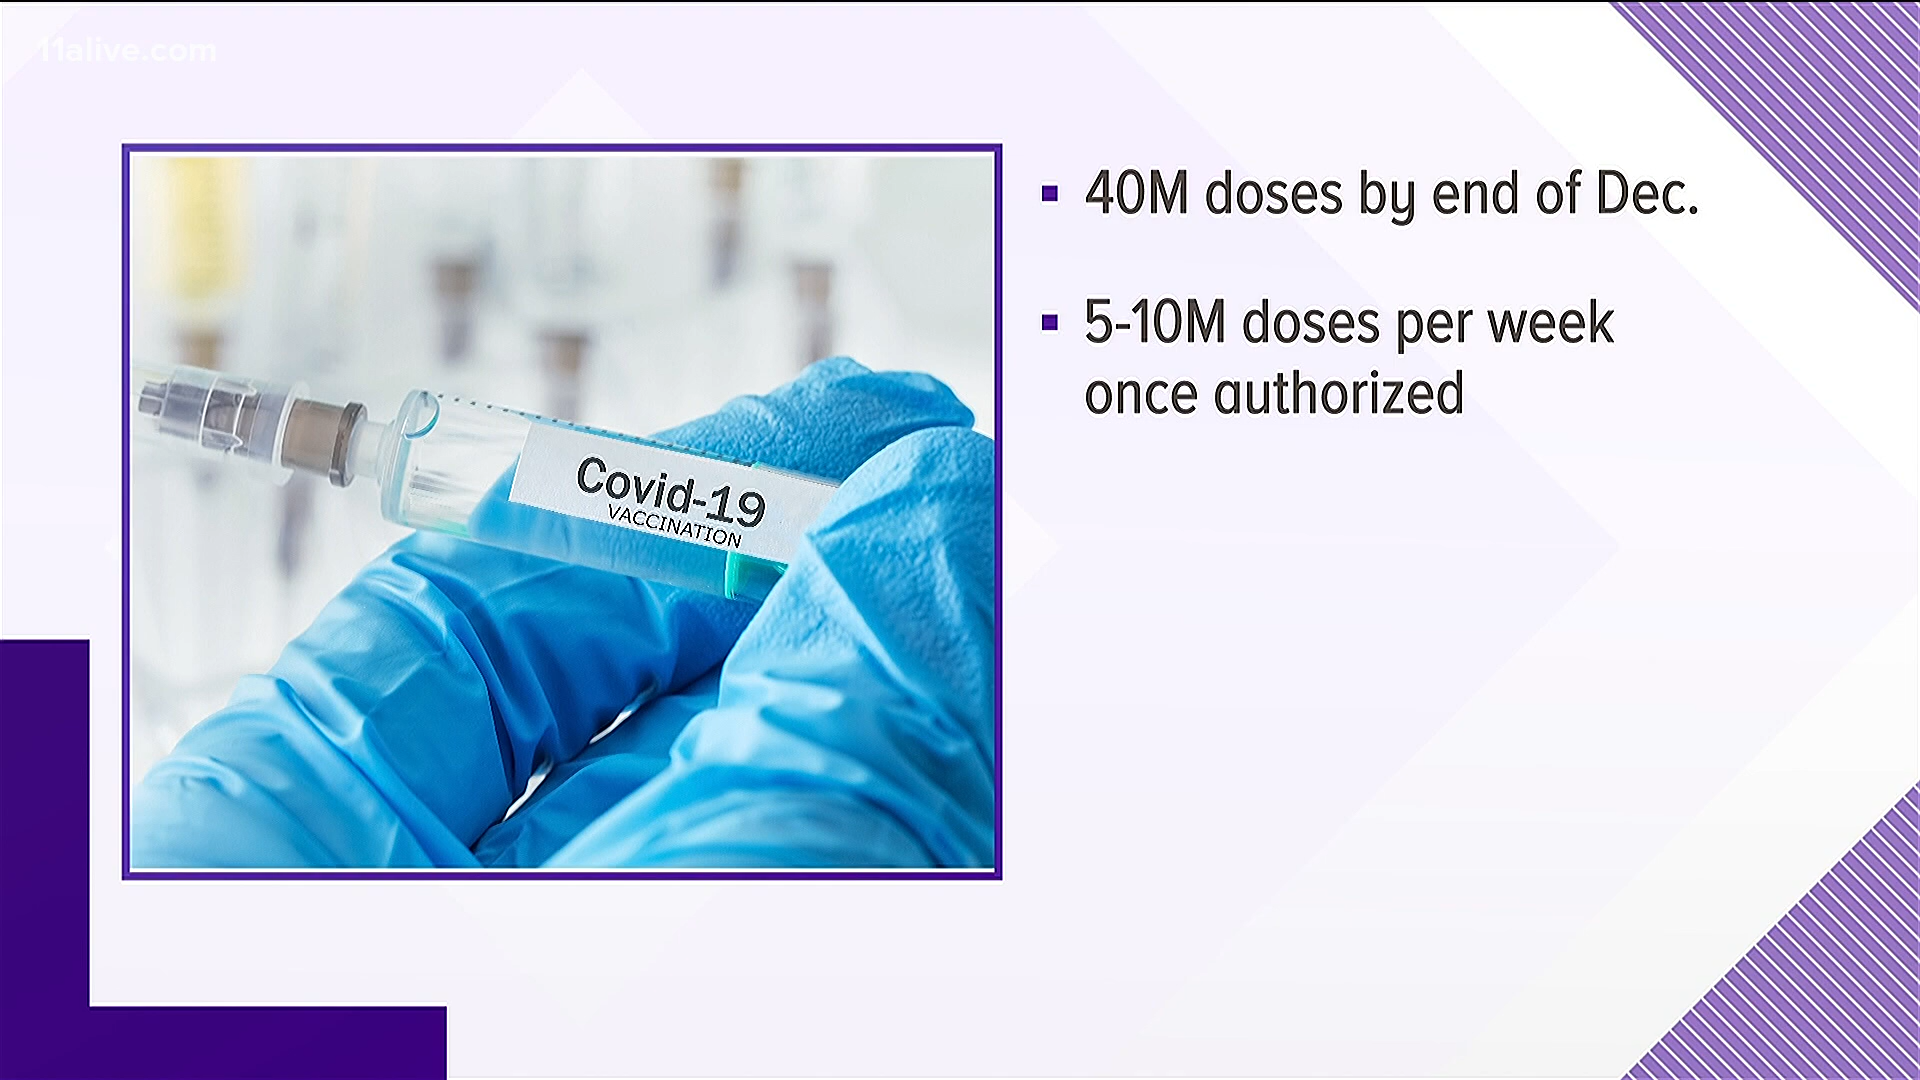 11alive.com
40M doses by end of Dec.
5-10M doses per week
once authorized
Covid-19
VACCINATION